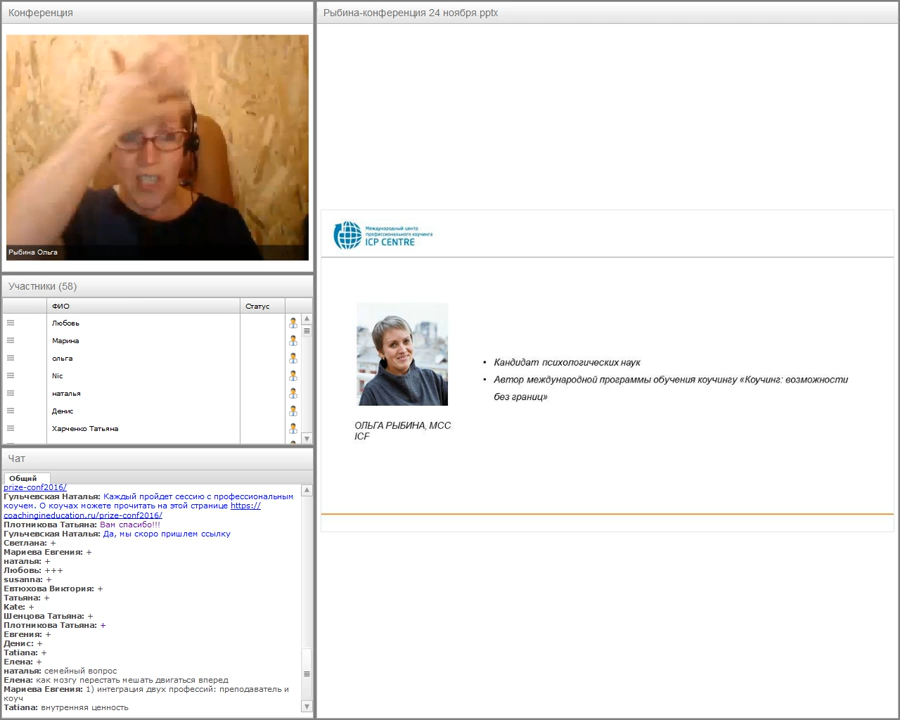 Конференция
Рыбина Ольга
Участники (58)
ФИО
Статус
Любовь
Марина
ольга
Nic
наталья
Денис
Харченко Татьяна
Чат
Общий
prize-conf2016/
Гульчевская Наталья: Каждый пройдет сессию с профессиональным
коучем. О коучах можете прочитать на этой странице https://
coachingineducation.ru/prize-conf2016/
Плотникова Татьяна: Вам спасибо!!!
Гульчевская Наталья: Да, мы скоро пришлем ссылку
Светлана: +
Мариева Евгения: +
наталья: +
Любовь: +++
susanna: +
Евтюхова Виктория: +
Татьяна: +
Kate: +
Шенцова Татьяна: +
Плотникова Татьяна: +
Евгения: +
Денис: +
Tatiana: +
Елена: +
наталья: семейный вопрос
Елена: как мозгу перестать мешать двигаться вперед
Мариева Евгения: 1) интеграция двух профессий: преподаватель и
коуч
Tatiana: внутренняя ценность
Рыбина-конференция 24 ноября.pptx
Международный центр
профессионального коучинга
ICP CENTRE
ОЛЬГА РЫБИНА, МСС
ICF
• Кандидат психологических наук
• Автор международной программы обучения коучингу «Коучинг: возможности
без границ»